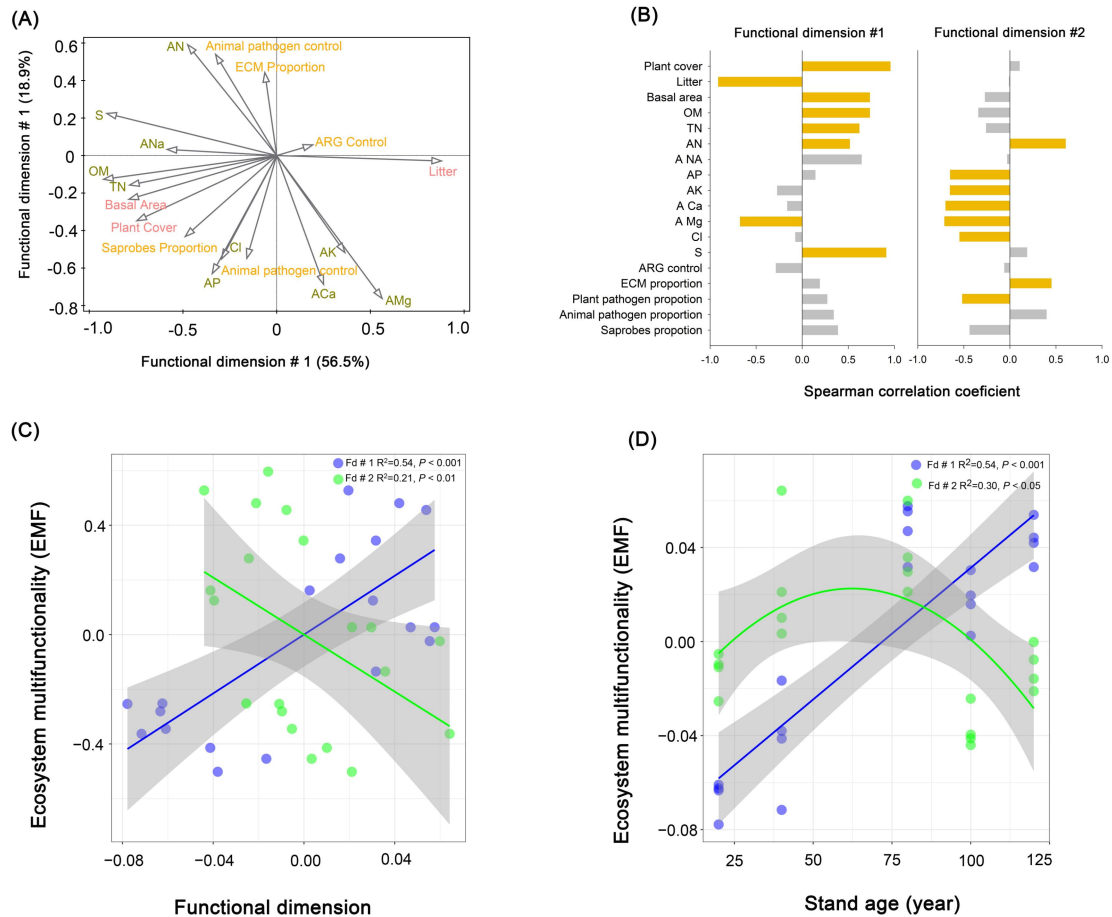 (A)
Functional dimension # 1 (18.9%)
0.6
0.4
0.2
0
-0.2
-0.4
-0.6
-0.8
AN
Animal pathogen control
ECM Proportion
S
ANa
ARG Control
OM
TN
Litter
Basal Area
Plant Cover
Saprobes Proportion
Cl
AK
Animal pathogen control
AP
ACa
AMg
-1.0
-0.5
0
0.5
1.0
Functional dimension # 1 (56.5%)
(B)
Functional dimension #1
Functional dimension #2
Plant cover
Litter
Basal area
OM
TN
AN
A NA
AP
AK
A Ca
A Mg
Cl
S
ARG control
ECM proportion
Plant pathogen propotion
Animal pathogen proportion
Saprobes propotion
-1.0 -0.5 0.0 0.5 -1.0 -0.5 0.0 0.5 1.0
Spearman correlation coeficient
(C)
Ecosystem multifunctionality (EMF)
Fd # 1 R²=0.54, P < 0.001
Fd # 2 R²=0.21, P < 0.01
0.4
0.0
−0.4
−0.08 −0.04 0.00 0.04
Functional dimension
(D)
Ecosystem multifunctionality (EMF)
Fd # 1 R²=0.54, P < 0.001
Fd # 2 R²=0.30, P < 0.05
0.04
0.00
−0.04
−0.08
25 50 75 100 125
Stand age (year)